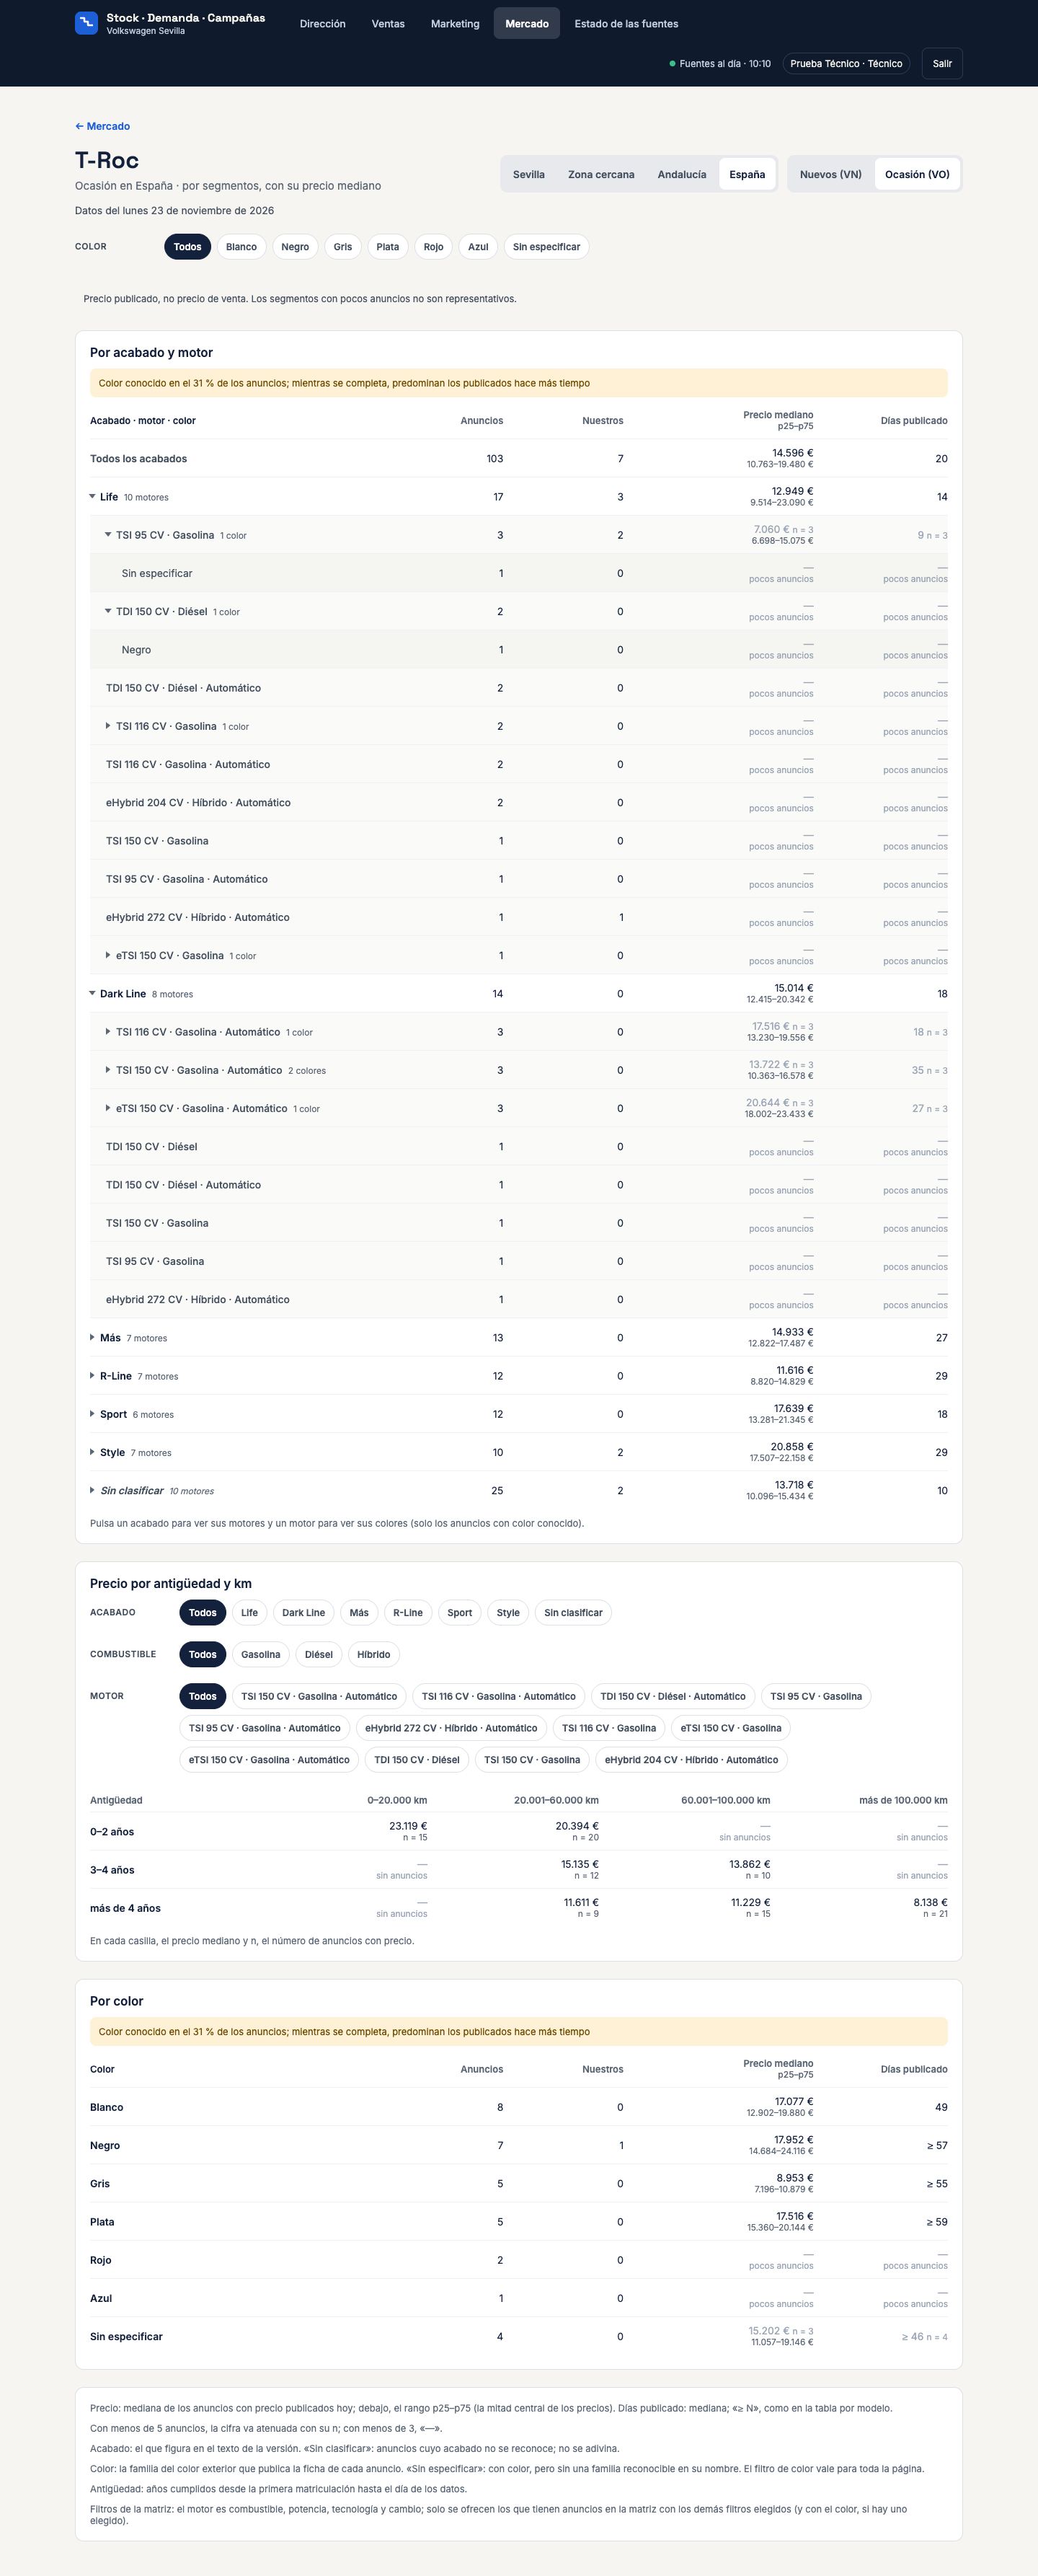 Stock · Demanda · Campañas
Volkswagen Sevilla
Dirección Ventas Marketing Mercado Estado de las fuentes
Fuentes al día · 10:10 Prueba Técnico · Técnico Salir
← Mercado
T-Roc
Ocasión en España · por segmentos, con su precio mediano
Sevilla Zona cercana Andalucía España Nuevos (VN) Ocasión (VO)
Datos del lunes 23 de noviembre de 2026
COLOR Todos Blanco Negro Gris Plata Rojo Azul Sin especificar
Precio publicado, no precio de venta. Los segmentos con pocos anuncios no son representativos.
Por acabado y motor
Color conocido en el 31 % de los anuncios; mientras se completa, predominan los publicados hace más tiempo
Acabado · motor · color Anuncios Nuestros Precio mediano p25–p75 Días publicado
Todos los acabados 103 7 14.596 € 10.763–19.480 € 20
Life 10 motores 17 3 12.949 € 9.514–23.090 € 14
TSI 95 CV · Gasolina 1 color 3 2 7.060 € n = 3 6.698–15.075 € 9 n = 3
Sin especificar 1 0 — pocos anuncios — pocos anuncios
TDI 150 CV · Diésel 1 color 2 0 — pocos anuncios — pocos anuncios
Negro 1 0 — pocos anuncios — pocos anuncios
TDI 150 CV · Diésel · Automático 2 0 — pocos anuncios — pocos anuncios
TSI 116 CV · Gasolina 1 color 2 0 — pocos anuncios — pocos anuncios
TSI 116 CV · Gasolina · Automático 2 0 — pocos anuncios — pocos anuncios
eHybrid 204 CV · Híbrido · Automático 2 0 — pocos anuncios — pocos anuncios
TSI 150 CV · Gasolina 1 0 — pocos anuncios — pocos anuncios
TSI 95 CV · Gasolina · Automático 1 0 — pocos anuncios — pocos anuncios
eHybrid 272 CV · Híbrido · Automático 1 1 — pocos anuncios — pocos anuncios
eTSI 150 CV · Gasolina 1 color 1 0 — pocos anuncios — pocos anuncios
Dark Line 8 motores 14 0 15.014 € 12.415–20.342 € 18
TSI 116 CV · Gasolina · Automático 1 color 3 0 17.516 € n = 3 13.230–19.556 € 18 n = 3
TSI 150 CV · Gasolina · Automático 2 colores 3 0 13.722 € n = 3 10.363–16.578 € 35 n = 3
eTSI 150 CV · Gasolina · Automático 1 color 3 0 20.644 € n = 3 18.002–23.433 € 27 n = 3
TDI 150 CV · Diésel 1 0 — pocos anuncios — pocos anuncios
TDI 150 CV · Diésel · Automático 1 0 — pocos anuncios — pocos anuncios
TSI 150 CV · Gasolina 1 0 — pocos anuncios — pocos anuncios
TSI 95 CV · Gasolina 1 0 — pocos anuncios — pocos anuncios
eHybrid 272 CV · Híbrido · Automático 1 0 — pocos anuncios — pocos anuncios
Más 7 motores 13 0 14.933 € 12.822–17.487 € 27
R-Line 7 motores 12 0 11.616 € 8.820–14.829 € 29
Sport 6 motores 12 0 17.639 € 13.281–21.345 € 18
Style 7 motores 10 2 20.858 € 17.507–22.158 € 29
Sin clasificar 10 motores 25 2 13.718 € 10.096–15.434 € 10
Pulsa un acabado para ver sus motores y un motor para ver sus colores (solo los anuncios con color conocido).
Precio por antigüedad y km
ACABADO Todos Life Dark Line Más R-Line Sport Style Sin clasificar
COMBUSTIBLE Todos Gasolina Diésel Híbrido
MOTOR Todos TSI 150 CV · Gasolina · Automático TSI 116 CV · Gasolina · Automático TDI 150 CV · Diésel · Automático TSI 95 CV · Gasolina
TSI 95 CV · Gasolina · Automático eHybrid 272 CV · Híbrido · Automático TSI 116 CV · Gasolina eTSI 150 CV · Gasolina
eTSI 150 CV · Gasolina · Automático TDI 150 CV · Diésel TSI 150 CV · Gasolina eHybrid 204 CV · Híbrido · Automático
Antigüedad 0–20.000 km 20.001–60.000 km 60.001–100.000 km más de 100.000 km
0–2 años 23.119 € n = 15 20.394 € n = 20 — sin anuncios — sin anuncios
3–4 años — sin anuncios 15.135 € n = 12 13.862 € n = 10 — sin anuncios
más de 4 años — sin anuncios 11.611 € n = 9 11.229 € n = 15 8.138 € n = 21
En cada casilla, el precio mediano y n, el número de anuncios con precio.
Por color
Color conocido en el 31 % de los anuncios; mientras se completa, predominan los publicados hace más tiempo
Color Anuncios Nuestros Precio mediano p25–p75 Días publicado
Blanco 8 0 17.077 € 12.902–19.880 € 49
Negro 7 1 17.952 € 14.684–24.116 € ≥ 57
Gris 5 0 8.953 € 7.196–10.879 € ≥ 55
Plata 5 0 17.516 € 15.360–20.144 € ≥ 59
Rojo 2 0 — pocos anuncios — pocos anuncios
Azul 1 0 — pocos anuncios — pocos anuncios
Sin especificar 4 0 15.202 € n = 3 11.057–19.146 € ≥ 46 n = 4
Precio: mediana de los anuncios con precio publicados hoy; debajo, el rango p25–p75 (la mitad central de los precios). Días publicado: mediana; «≥ N», como en la tabla por modelo.
Con menos de 5 anuncios, la cifra va atenuada con su n; con menos de 3, «—».
Acabado: el que figura en el texto de la versión. «Sin clasificar»: anuncios cuyo acabado no se reconoce; no se adivina.
Color: la familia del color exterior que publica la ficha de cada anuncio. «Sin especificar»: con color, pero sin una familia reconocible en su nombre. El filtro de color vale para toda la página.
Antigüedad: años cumplidos desde la primera matriculación hasta el día de los datos.
Filtros de la matriz: el motor es combustible, potencia, tecnología y cambio; solo se ofrecen los que tienen anuncios en la matriz con los demás filtros elegidos (y con el color, si hay uno
elegido).